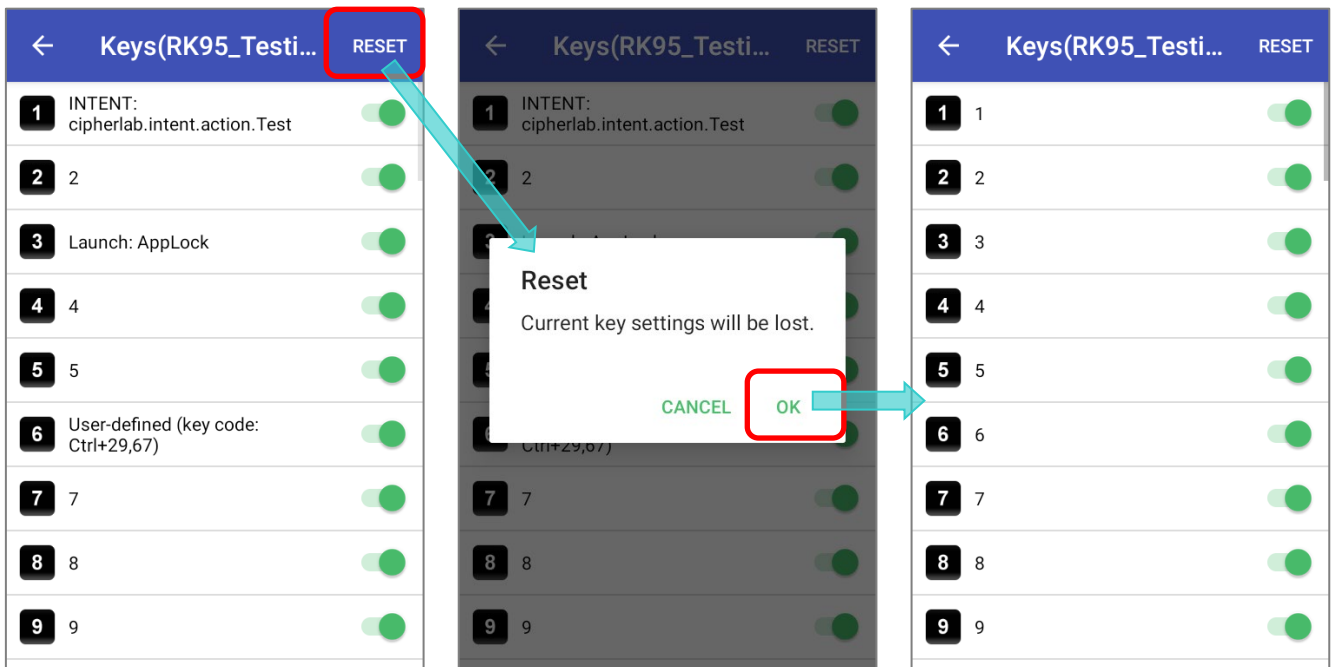 Keys(RK95_Testi... RESET
1 INTENT:
cipherlab.intent.action.Test
2 2
3 Launch: AppLock
4 4
5 5
6 User-defined (key code:
Ctrl+29,67)
7 7
8 8
9 9
Keys(RK95_Testi... RESET
1 INTENT:
cipherlab.intent.action.Test
2 2
3
Reset
Current key settings will be lost.
CANCEL OK
6
Ctrl+29,67)
7 7
8 8
9 9
Keys(RK95_Testi... RESET
1 1
2 2
3 3
4 4
5 5
6 6
7 7
8 8
9 9